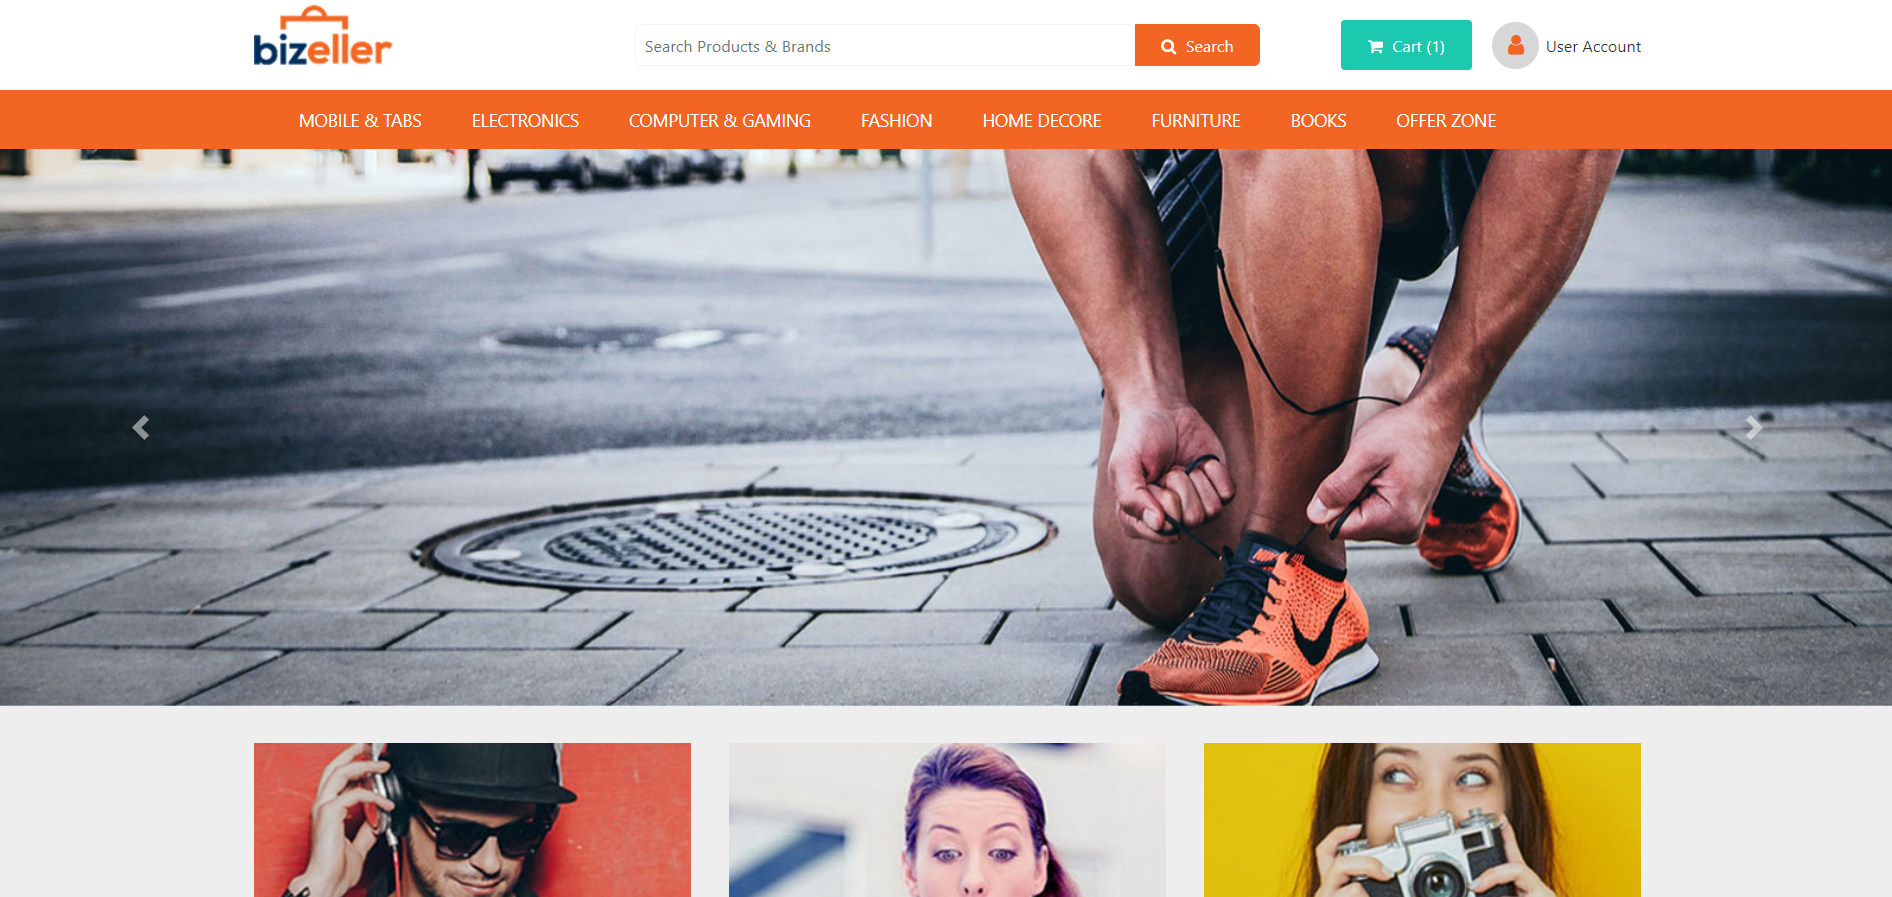 bizeller
Search Products & Brands
Search
Cart (1)
User Account
MOBILE & TABS
ELECTRONICS
COMPUTER & GAMING
FASHION
HOME DECORE
FURNITURE
BOOKS
OFFER ZONE